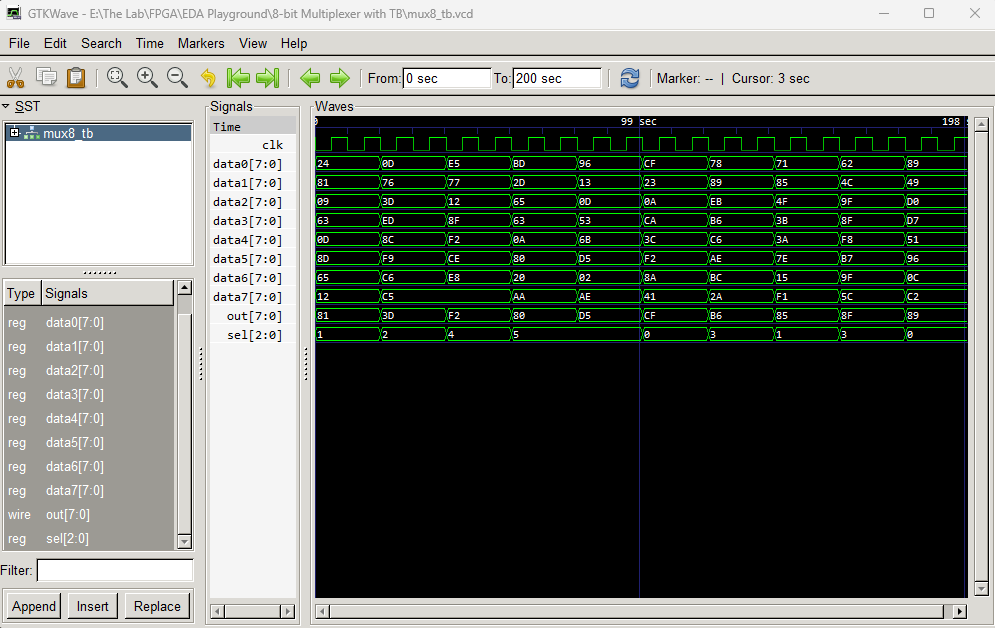 GTKWave - E:\The Lab\FPGA\EDA Playground\8-bit Multiplexer with TB\mux8_tb.vcd
File Edit Search Time Markers View Help
From: 0 sec To: 200 sec Marker: -- | Cursor: 3 sec
SST
mux8_tb
Type Signals
reg data0[7:0]
reg data1[7:0]
reg data2[7:0]
reg data3[7:0]
reg data4[7:0]
reg data5[7:0]
reg data6[7:0]
reg data7[7:0]
wire out[7:0]
reg sel[2:0]
Filter:
Append Insert Replace
Signals Waves
Time 99 sec 198
clk
data0[7:0] 24 0D E5 BD 96 CF 78 71 62 89
data1[7:0] 81 76 77 2D 13 23 89 85 4C 49
data2[7:0] 09 3D 12 65 0D 0A EB 4F 9F D0
data3[7:0] 63 ED 8F 63 53 CA B6 3B 8F D7
data4[7:0] 0D 8C F2 0A 6B 3C C6 3A F8 51
data5[7:0] 8D F9 CE 80 D5 F2 AE 7E B7 96
data6[7:0] 65 C6 E8 20 02 8A BC 15 9F 0C
data7[7:0] 12 C5 AA AE 41 2A F1 5C C2
out[7:0] 81 3D F2 80 D5 CF B6 85 8F 89
sel[2:0] 1 2 4 5 0 3 1 3 0